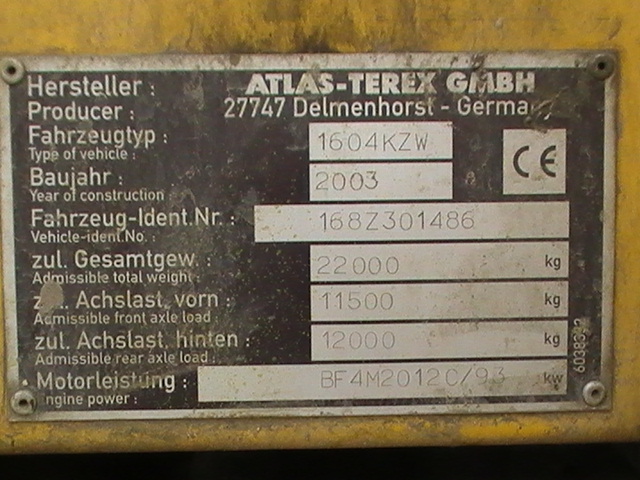 Hersteller : ATLAS-TEREX GMBH
Producer : 27747 Delmenhorst - Germany
Fahrzeugtyp : 1604KZW
Type of vehicle :
Baujahr : 2003
Year of construction :
CE
Fahrzeug-Ident.Nr. : 168Z301486
Vehicle-ident.No. :
zul. Gesamtgew. : 22000 kg
Admissible total weight :
zul. Achslast, vorn : 11500 kg
Admissible front axle load :
zul. Achslast, hinten : 12000 kg
Admissible rear axle load :
Motorleistung : BF4M2012C/93 kw
Engine power :